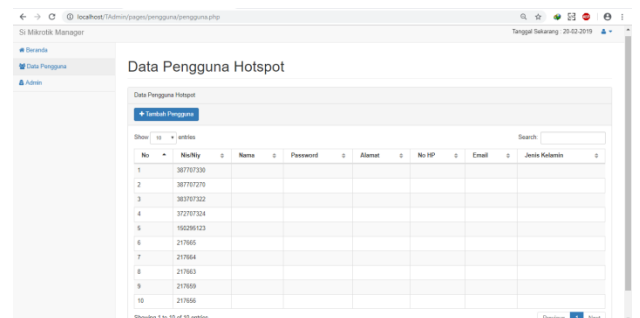 localhost/TAdmin/pages/pengguna/pengguna.php
Si Mikrotik Manager
Tanggal Sekarang : 20-02-2019
Beranda
Data Pengguna
Admin
Data Pengguna Hotspot
Data Pengguna Hotspot
+ Tambah Pengguna
Show 10 entries
Search
No Nis/Niy Nama Password Alamat No HP Email Jenis Kelamin
1 387707330
2 387707270
3 383707322
4 372707324
5 150295123
6 217665
7 217664
8 217663
9 217659
10 217656
Showing 1 to 10 of 10 entries
Previous 1 Next